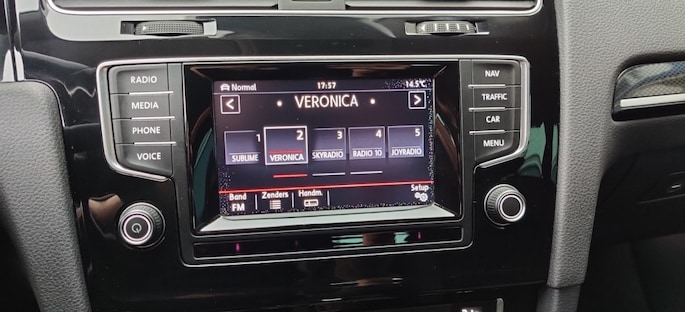 RADIO
MEDIA
PHONE
VOICE
Normal 17:57 14.5°C
< • VERONICA • >
1 2 3 4 5
SUBLIME VERONICA SKYRADIO RADIO 10 JOYRADIO
Band Zenders Handm. Setup
FM
NAV
TRAFFIC
CAR
MENU